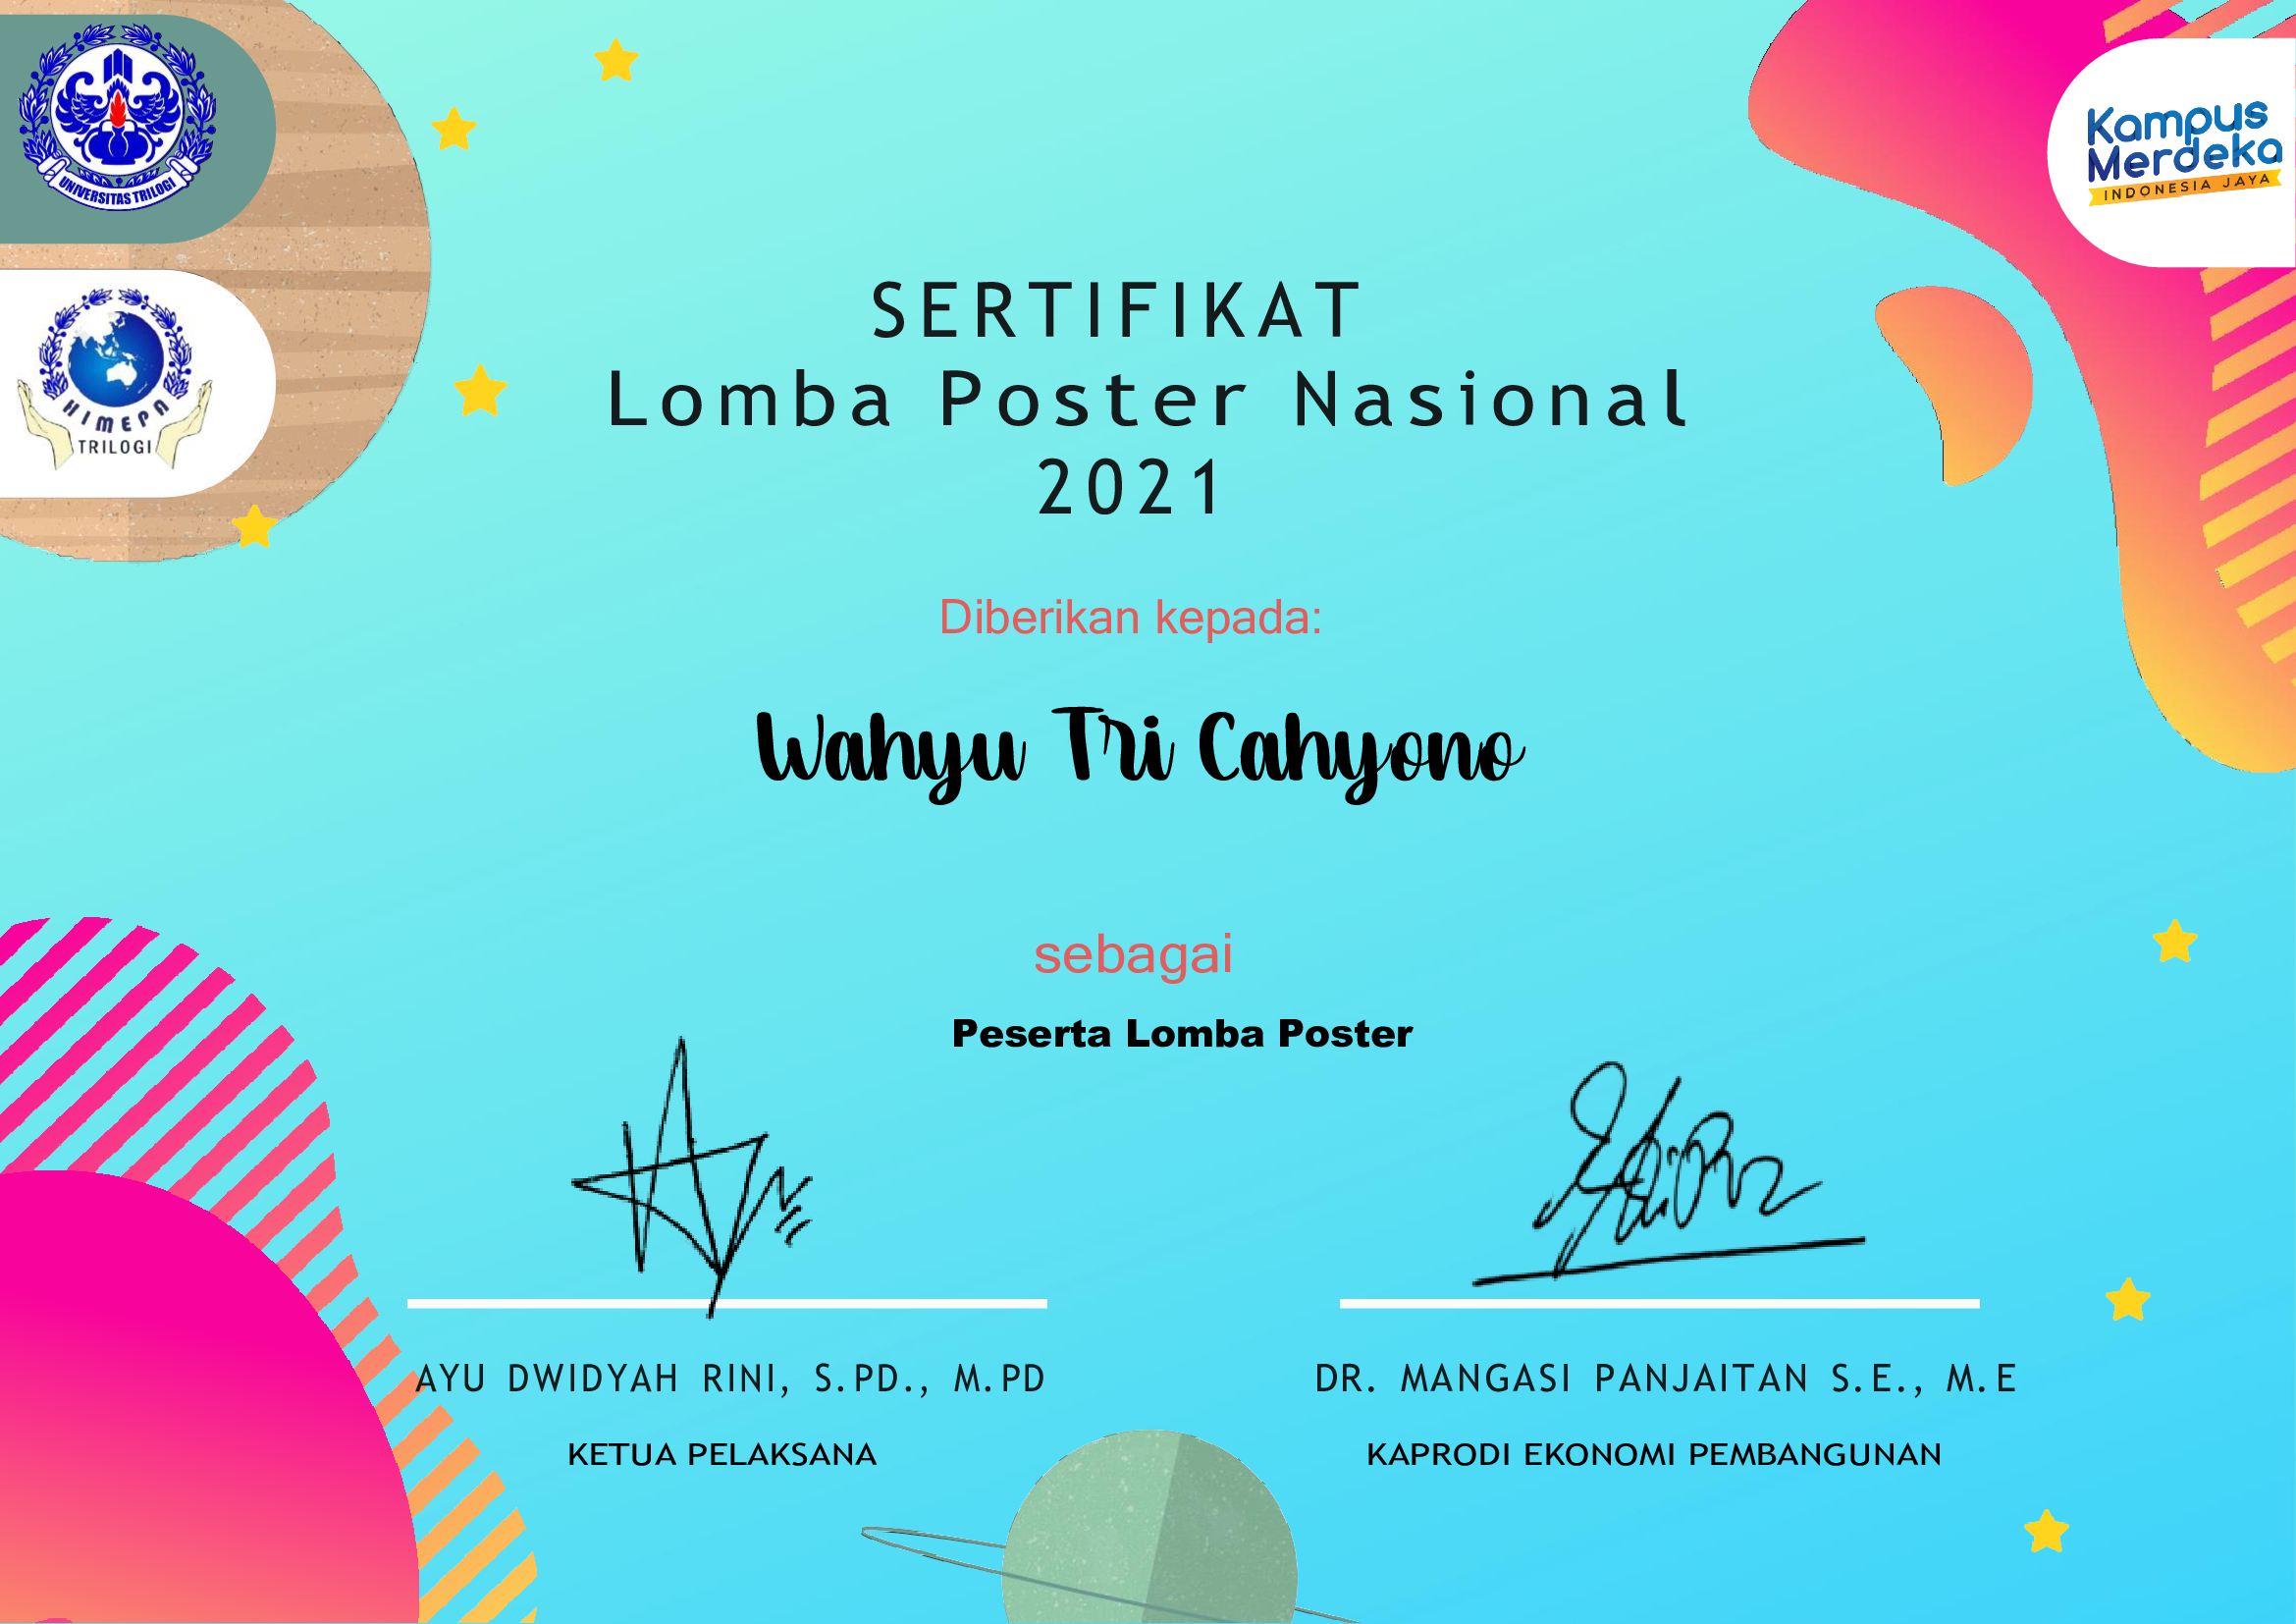 UNIVERSITAS TRILOGI
HIMEPA
TRILOGI
Kampus
Merdeka
INDONESIA JAYA
SERTIFIKAT
Lomba Poster Nasional
2021
Diberikan kepada:
Wahyu Tri Cahyono
sebagai
Peserta Lomba Poster
AYU DWIDYAH RINI, S.PD., M.PD
KETUA PELAKSANA
DR. MANGASI PANJAITAN S.E., M.E
KAPRODI EKONOMI PEMBANGUNAN